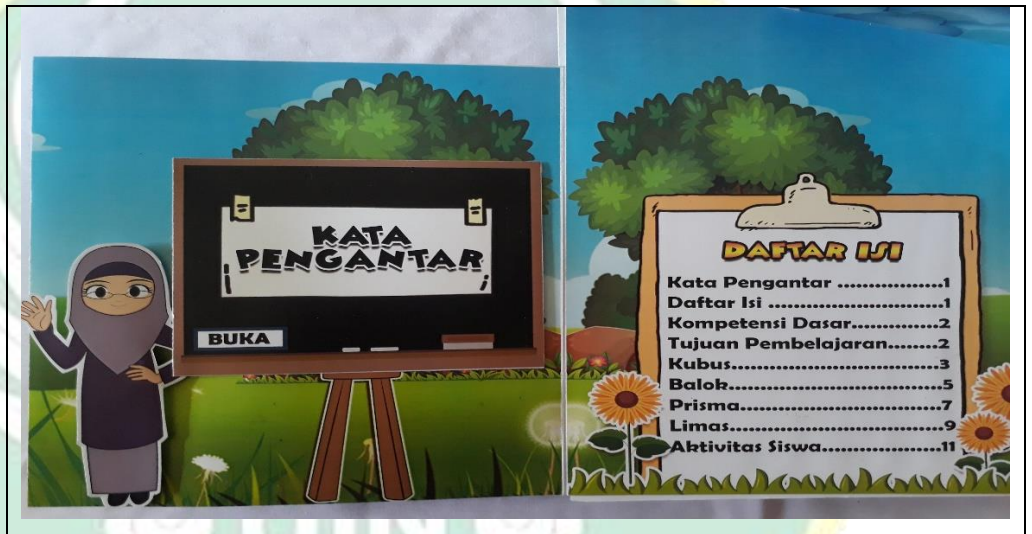 KATA
PENGANTAR
BUKA
DAFTAR ISI
Kata Pengantar ..................1
Daftar Isi ..............................1
Kompetensi Dasar..............2
Tujuan Pembelajaran........2
Kubus....................................3
Balok.....................................5
Prisma...................................7
Limas.....................................9
Aktivitas Siswa....................11